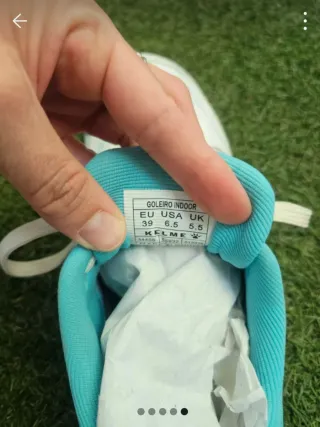 GOLEIRO INDOOR
EU USA UK
39 6.5 5.5
KELME